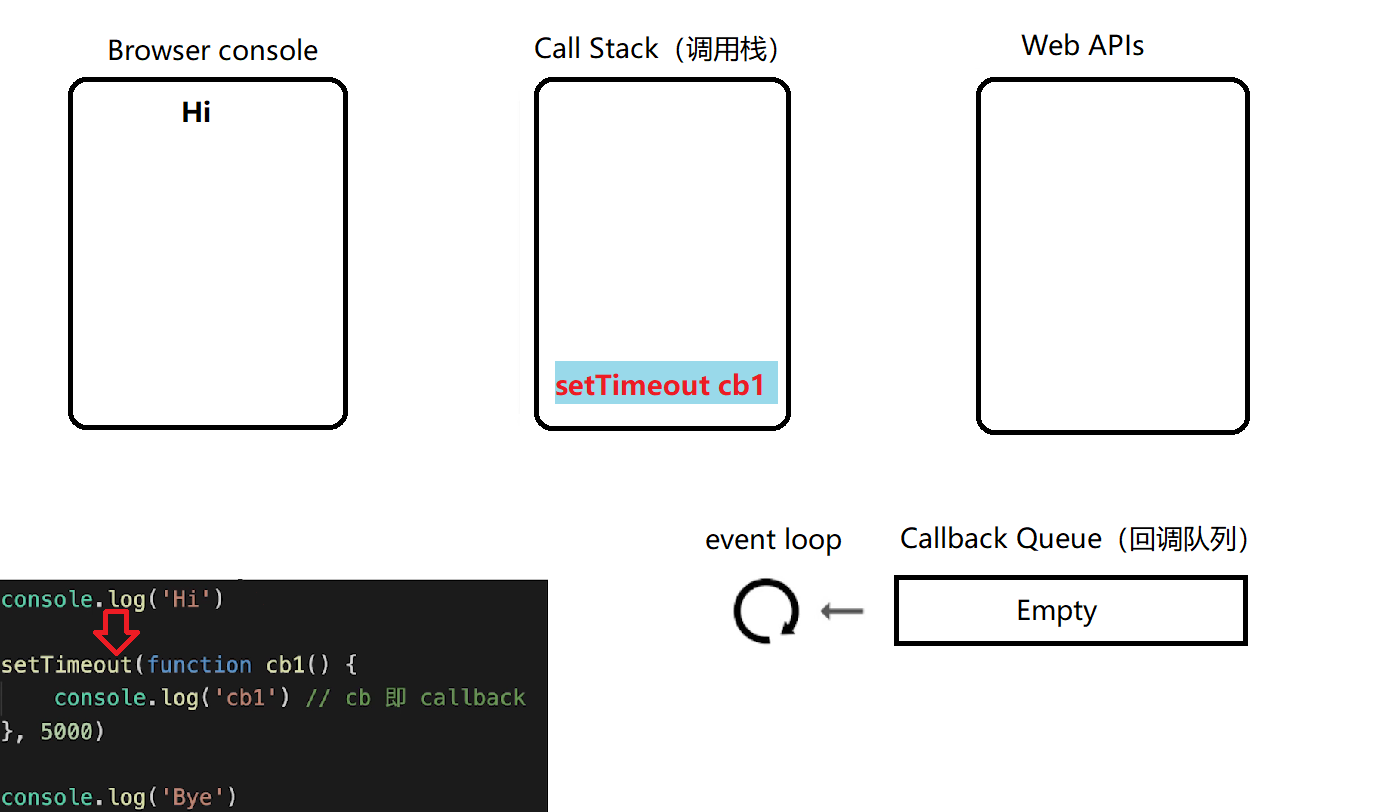 Browser console
Call Stack（调用栈）
Web APIs
Hi
setTimeout cb1
event loop
Callback Queue（回调队列）
Empty
console.log('Hi')
setTimeout(function cb1() {
    console.log('cb1') // cb 即 callback
}, 5000)
console.log('Bye')